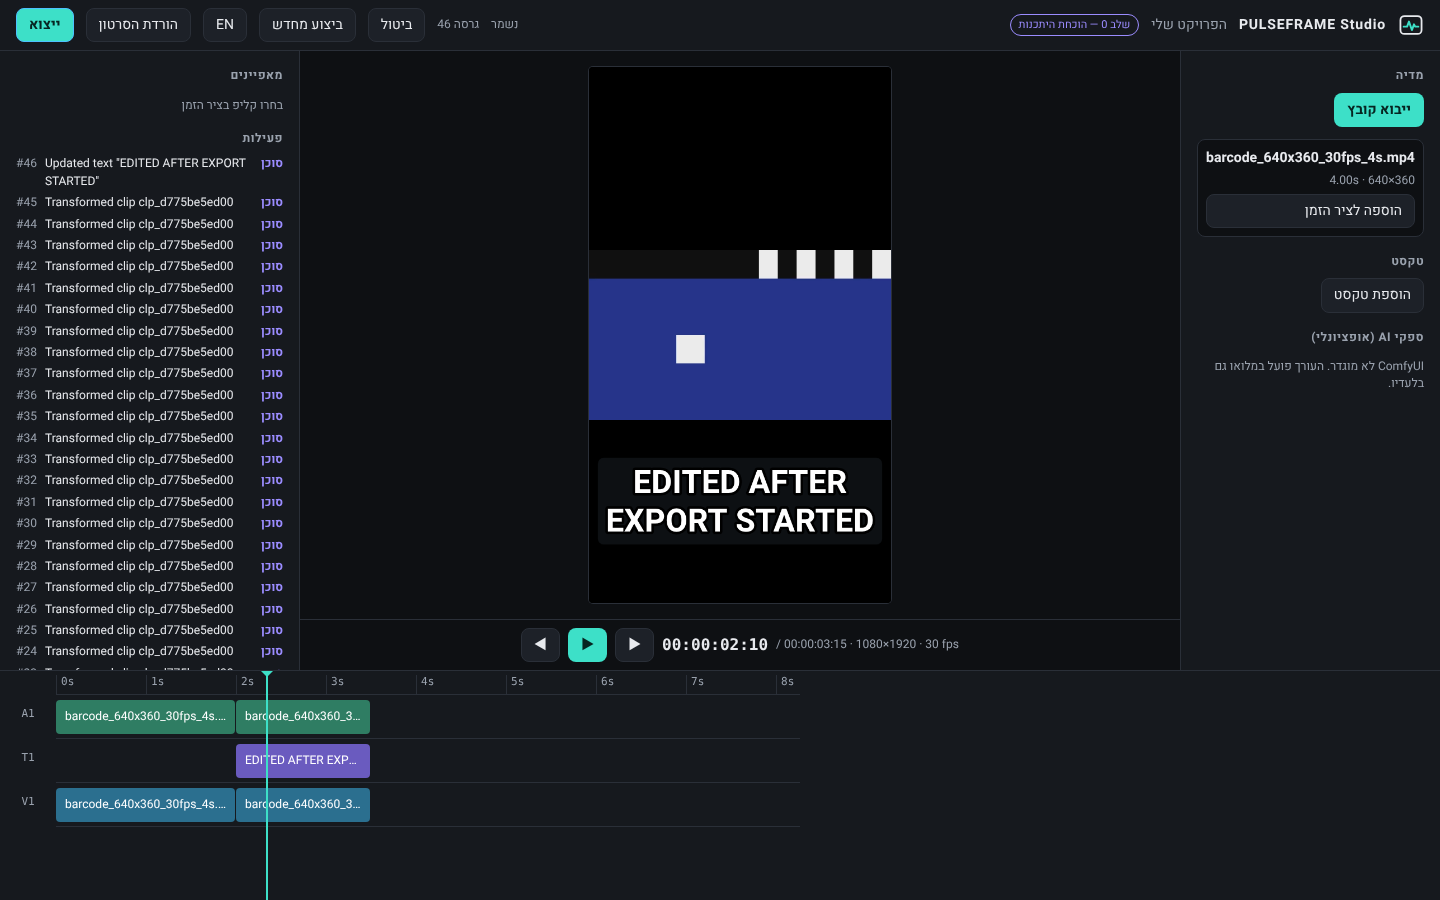 PULSEFRAME Studio
הפרויקט שלי
שלב 0 — הוכחת היתכנות
נשמר
גרסה 46
ביטול
ביצוע מחדש
EN
הורדת הסרטון
ייצוא
מדיה
ייבוא קובץ
barcode_640x360_30fps_4s.mp4
4.00s · 640×360
הוספה לציר הזמן
טקסט
הוספת טקסט
ספקי AI (אופציונלי)
ComfyUI לא מוגדר. העורך פועל במלואו גם
בלעדיו.
EDITED AFTER
EXPORT STARTED
00:00:02:10 / 00:00:03:15 · 1080×1920 · 30 fps
מאפיינים
בחרו קליפ בציר הזמן
פעילות
#46 Updated text "EDITED AFTER EXPORT סוכן
STARTED"
#45 Transformed clip clp_d775be5ed00 סוכן
#44 Transformed clip clp_d775be5ed00 סוכן
#43 Transformed clip clp_d775be5ed00 סוכן
#42 Transformed clip clp_d775be5ed00 סוכן
#41 Transformed clip clp_d775be5ed00 סוכן
#40 Transformed clip clp_d775be5ed00 סוכן
#39 Transformed clip clp_d775be5ed00 סוכן
#38 Transformed clip clp_d775be5ed00 סוכן
#37 Transformed clip clp_d775be5ed00 סוכן
#36 Transformed clip clp_d775be5ed00 סוכן
#35 Transformed clip clp_d775be5ed00 סוכן
#34 Transformed clip clp_d775be5ed00 סוכן
#33 Transformed clip clp_d775be5ed00 סוכן
#32 Transformed clip clp_d775be5ed00 סוכן
#31 Transformed clip clp_d775be5ed00 סוכן
#30 Transformed clip clp_d775be5ed00 סוכן
#29 Transformed clip clp_d775be5ed00 סוכן
#28 Transformed clip clp_d775be5ed00 סוכן
#27 Transformed clip clp_d775be5ed00 סוכן
#26 Transformed clip clp_d775be5ed00 סוכן
#25 Transformed clip clp_d775be5ed00 סוכן
#24 Transformed clip clp_d775be5ed00 סוכן
0s 1s 2s 3s 4s 5s 6s 7s 8s
A1 barcode_640x360_30fps_4s.… barcode_640x360_3…
T1 EDITED AFTER EXP…
V1 barcode_640x360_30fps_4s.… barcode_640x360_3…